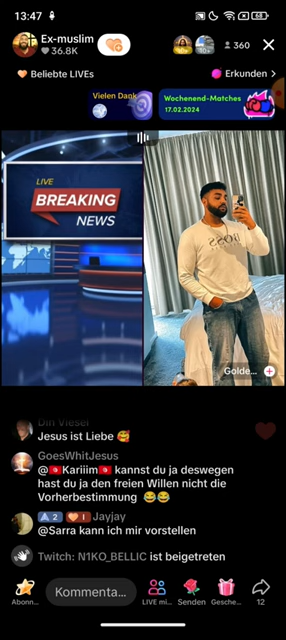 13:47
68
Ex-muslim
36.8K
360
Beliebte LIVEs
Erkunden
Vielen Dank
Wochenend-Matches
17.02.2024
LIVE
BREAKING
NEWS
BOSS
Golde...
Din Viesel
Jesus ist Liebe 🥰
GoesWhitJesus
@🇹🇳Kariiim🇹🇳 kannst du ja deswegen
hast du ja den freien Willen nicht die
Vorherbestimmung 😂😂
2 1 Jayjay
@Sarra kann ich mir vorstellen
Twitch: N1KO_BELLIC ist beigetreten
Kommenta...
Abonn...
LIVE mi...
Senden
Gesche...
12